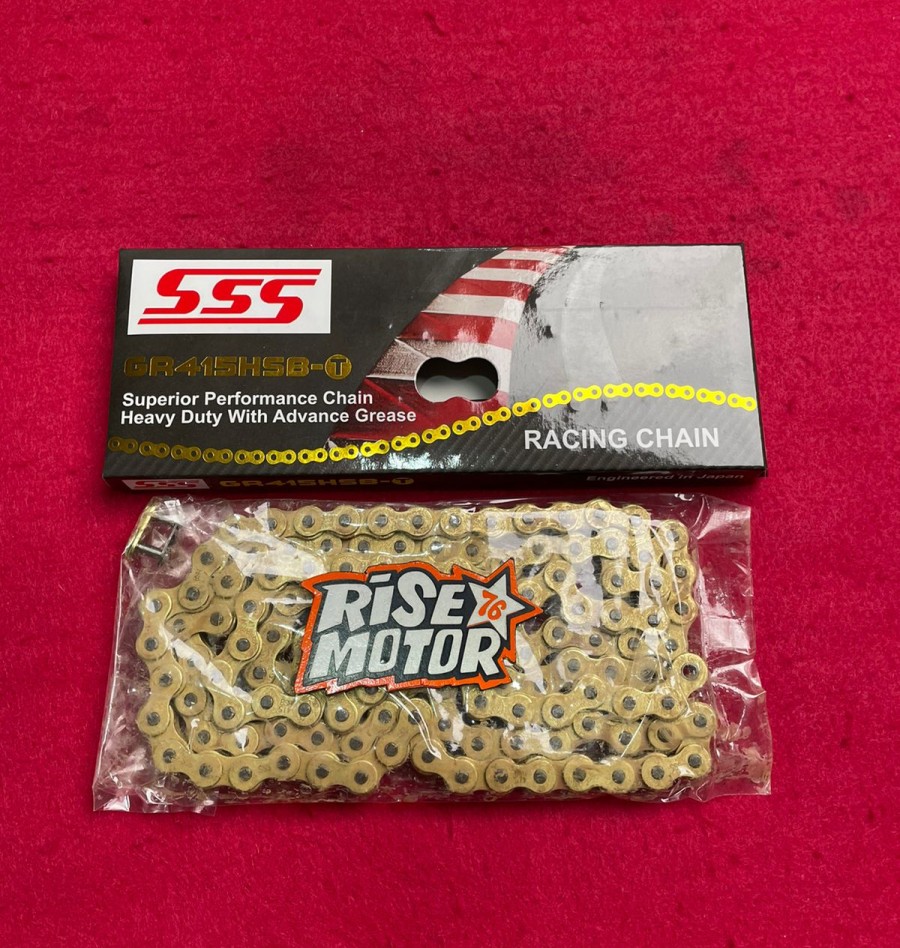 SSS
GR415HSB-T
Superior Performance Chain
Heavy Duty With Advance Grease
RACING CHAIN
Engineered in Japan
SSS GR415HSB-T
RISE 76
MOTOR